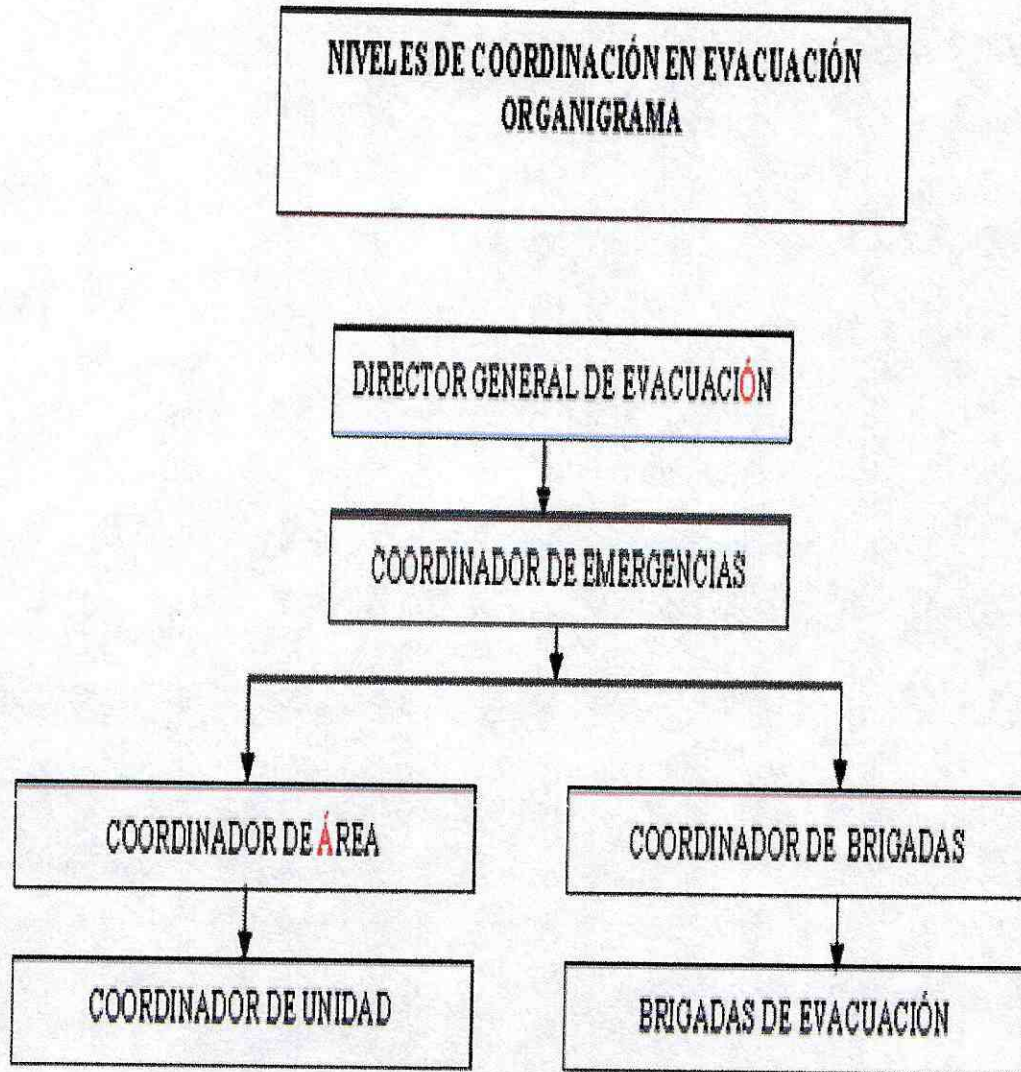 NIVELES DE COORDINACIÓN EN EVACUACIÓN
ORGANIGRAMA
DIRECTOR GENERAL DE EVACUACIÓN
COORDINADOR DE EMERGENCIAS
COORDINADOR DE ÁREA
COORDINADOR DE BRIGADAS
COORDINADOR DE UNIDAD
BRIGADAS DE EVACUACIÓN